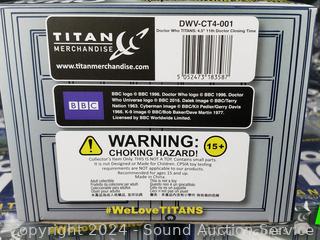 TITAN
MERCHANDISE
www.titanmerchandise.com
DWV-CT4-001
Doctor Who TITANS: 4.5" 11th Doctor Closing Time
5 052473 183587
BBC
BBC logo © BBC 1996. Doctor Who logo © BBC 1996. Doctor
Who Universe logo © BBC 2016. Dalek image © BBC/Terry
Nation 1963. Cyberman image © BBC/Kit Pedler/Gerry Davis
1966. K-9 image © BBC/Bob Baker/Dave Martin 1977.
Licensed by BBC Worldwide Limited.
WARNING:
CHOKING HAZARD!
15+
Collector's Item Only. THIS IS NOT A TOY. Contains small parts.
It is not designed or intended for children. CPSIA toy testing
requirements are NOT applicable to our products.
Recommended for ages 15 and up
Made in China.
Adult collectible
#WeLoveTITANS
Copyright 2024 - Sound Auction Service